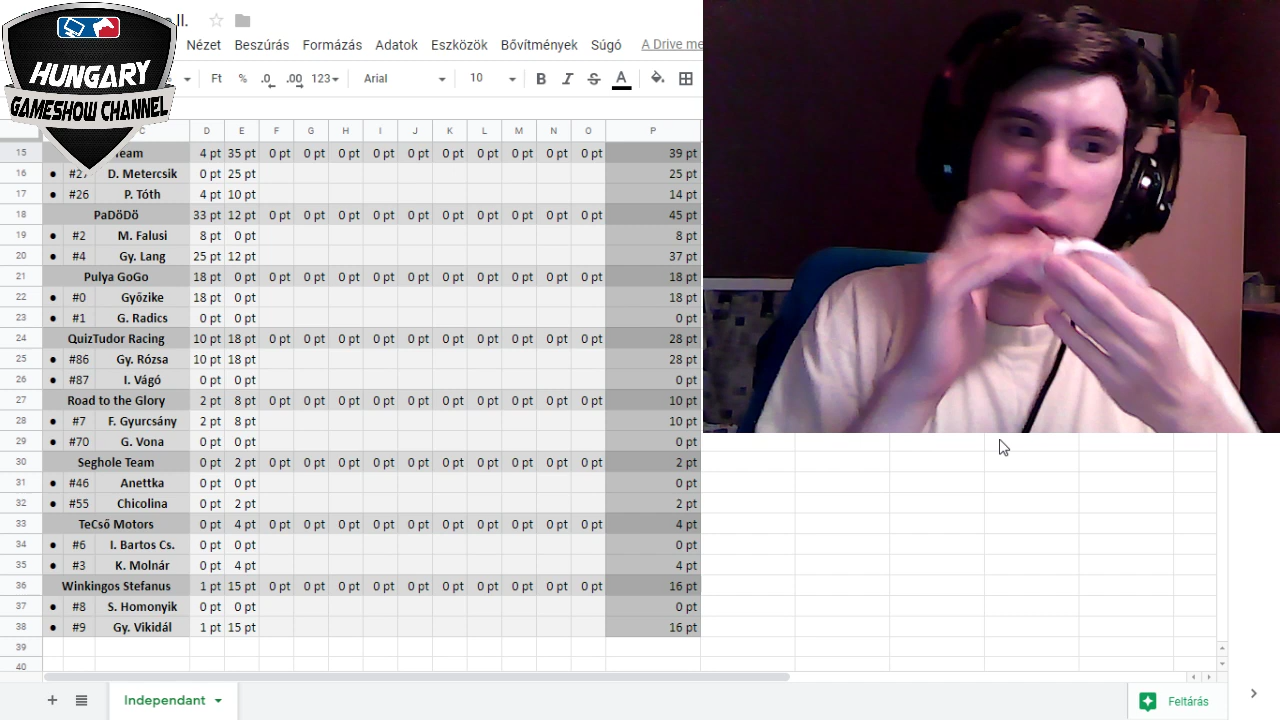 II.
HUNGARY
GAMESHOW CHANNEL
Nézet Beszúrás Formázás Adatok Eszközök Bővítmények Súgó A Drive me
% Ft % .0 .00 123 Arial 10 B I S A
C D E F G H I J K L M N O P
15 Team 4 pt 35 pt 0 pt 0 pt 0 pt 0 pt 0 pt 0 pt 0 pt 0 pt 0 pt 0 pt 39 pt
16 • #27 D. Metercsik 0 pt 25 pt 25 pt
17 • #26 P. Tóth 4 pt 10 pt 14 pt
18 PaDöDö 33 pt 12 pt 0 pt 0 pt 0 pt 0 pt 0 pt 0 pt 0 pt 0 pt 0 pt 0 pt 45 pt
19 • #2 M. Falusi 8 pt 0 pt 8 pt
20 • #4 Gy. Lang 25 pt 12 pt 37 pt
21 Pulya GoGo 18 pt 0 pt 0 pt 0 pt 0 pt 0 pt 0 pt 0 pt 0 pt 0 pt 0 pt 0 pt 18 pt
22 • #0 Győzike 18 pt 0 pt 18 pt
23 • #1 G. Radics 0 pt 0 pt 0 pt
24 QuizTudor Racing 10 pt 18 pt 0 pt 0 pt 0 pt 0 pt 0 pt 0 pt 0 pt 0 pt 0 pt 0 pt 28 pt
25 • #86 Gy. Rózsa 10 pt 18 pt 28 pt
26 • #87 I. Vágó 0 pt 0 pt 0 pt
27 Road to the Glory 2 pt 8 pt 0 pt 0 pt 0 pt 0 pt 0 pt 0 pt 0 pt 0 pt 0 pt 0 pt 10 pt
28 • #7 F. Gyurcsány 2 pt 8 pt 10 pt
29 • #70 G. Vona 0 pt 0 pt 0 pt
30 Seghole Team 0 pt 2 pt 0 pt 0 pt 0 pt 0 pt 0 pt 0 pt 0 pt 0 pt 0 pt 0 pt 2 pt
31 • #46 Anettka 0 pt 0 pt 0 pt
32 • #55 Chicolina 0 pt 2 pt 2 pt
33 TeCső Motors 0 pt 4 pt 0 pt 0 pt 0 pt 0 pt 0 pt 0 pt 0 pt 0 pt 0 pt 0 pt 4 pt
34 • #6 I. Bartos Cs. 0 pt 0 pt 0 pt
35 • #3 K. Molnár 0 pt 4 pt 4 pt
36 Winkingos Stefanus 1 pt 15 pt 0 pt 0 pt 0 pt 0 pt 0 pt 0 pt 0 pt 0 pt 0 pt 0 pt 16 pt
37 • #8 S. Homonyik 0 pt 0 pt 0 pt
38 • #9 Gy. Vikidál 1 pt 15 pt 16 pt
39
40
Independant
Feltárás